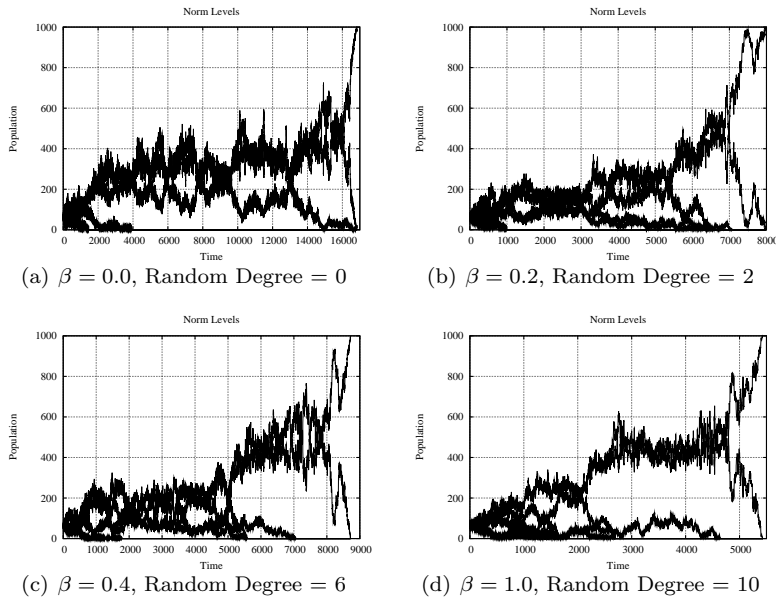 Norm Levels
Population
1000
800
600
400
200
0
0 2000 4000 6000 8000 10000 12000 14000 16000
Time
(a) β = 0.0, Random Degree = 0
Norm Levels
Population
1000
800
600
400
200
0
0 1000 2000 3000 4000 5000 6000 7000 8000
Time
(b) β = 0.2, Random Degree = 2
Norm Levels
Population
1000
800
600
400
200
0
0 1000 2000 3000 4000 5000 6000 7000 8000 9000
Time
(c) β = 0.4, Random Degree = 6
Norm Levels
Population
1000
800
600
400
200
0
0 1000 2000 3000 4000 5000
Time
(d) β = 1.0, Random Degree = 10